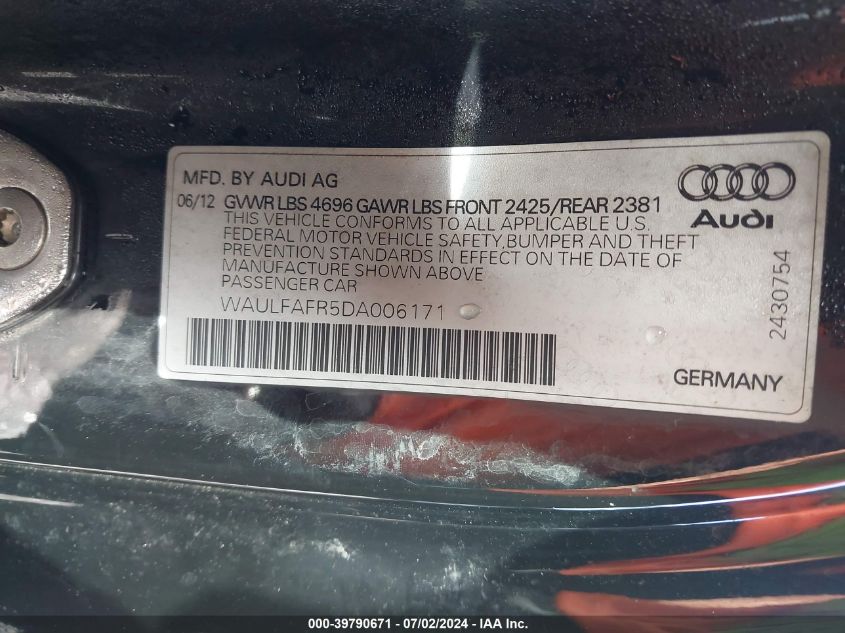 MFD. BY AUDI AG
06/12 GVWR LBS 4696 GAWR LBS FRONT 2425/REAR 2381
THIS VEHICLE CONFORMS TO ALL APPLICABLE U.S.
FEDERAL MOTOR VEHICLE SAFETY, BUMPER AND THEFT
PREVENTION STANDARDS IN EFFECT ON THE DATE OF
MANUFACTURE SHOWN ABOVE
PASSENGER CAR
WAULFAFR5DA006171
Audi
2430754
GERMANY
000-39790671 - 07/02/2024 - IAA Inc.